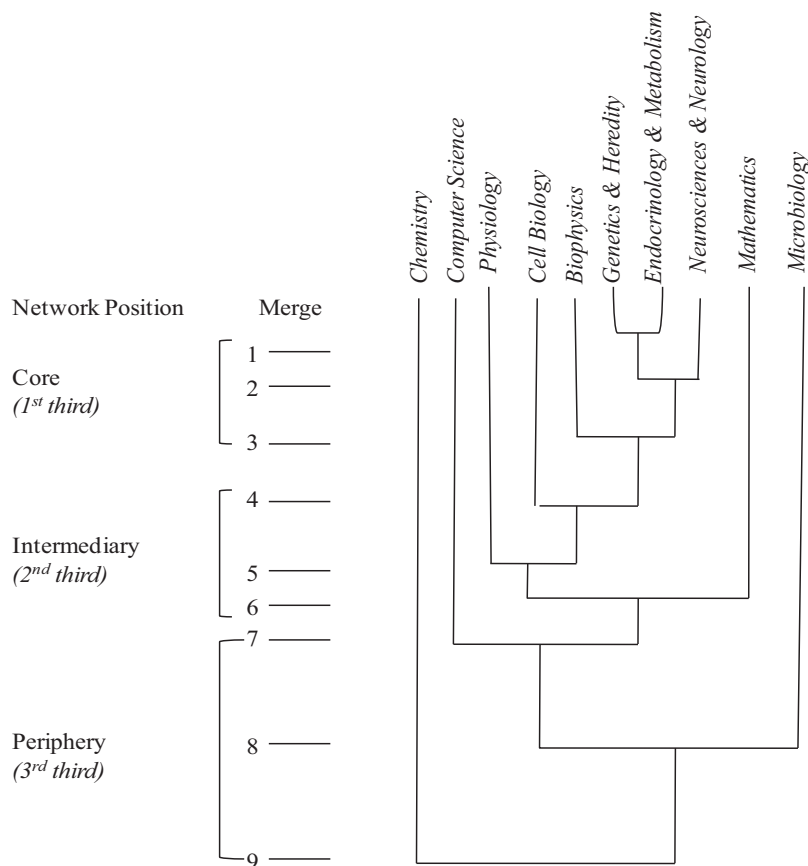 Chemistry
Computer Science
Physiology
Cell Biology
Biophysics
Genetics & Heredity
Endocrinology & Metabolism
Neurosciences & Neurology
Mathematics
Microbiology
Network Position Merge
Core
(1st third)
1
2
3
Intermediary
(2nd third)
4
5
6
Periphery
(3rd third)
7
8
9